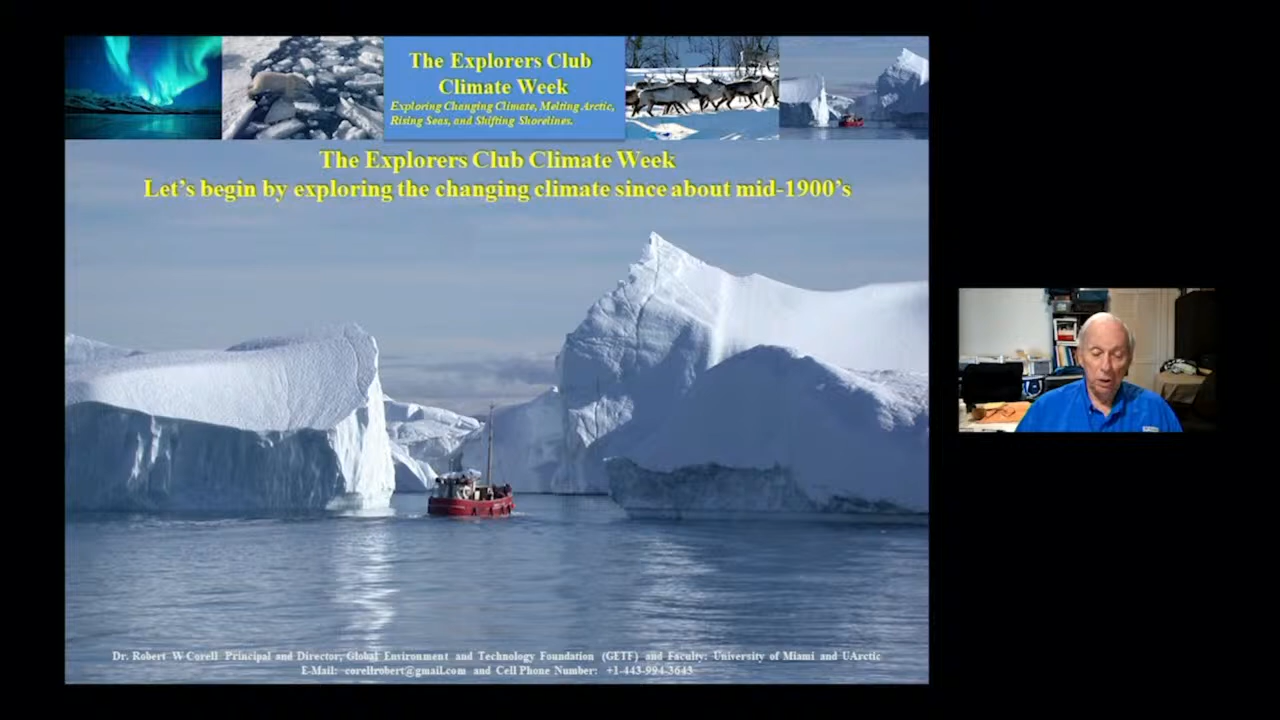 The Explorers Club
Climate Week
Exploring Changing Climate, Melting Arctic,
Rising Seas, and Shifting Shorelines.
The Explorers Club Climate Week
Let's begin by exploring the changing climate since about mid-1900's
Dr. Robert W Corell Principal and Director, Global Environment and Technology Foundation (GETF) and Faculty: University of Miami and UArctic
E-Mail: corellrobert@gmail.com and Cell Phone Number: +1-443-994-3643